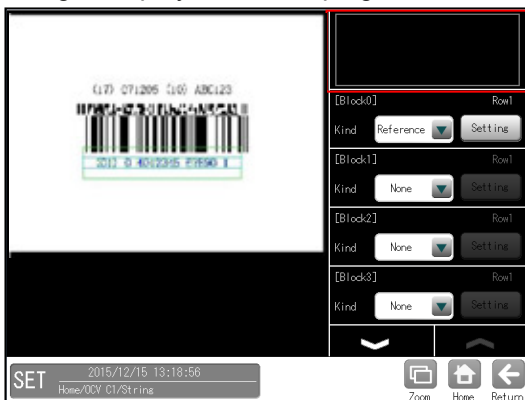 (17) 071205 (10) ABC123
[Block0] Row1
Kind Reference Setting
[Block1] Row1
Kind None Setting
[Block2] Row1
Kind None Setting
[Block3] Row1
Kind None Setting
SET 2015/12/15 13:18:56
Home/OCV C1/String
Zoom Home Return